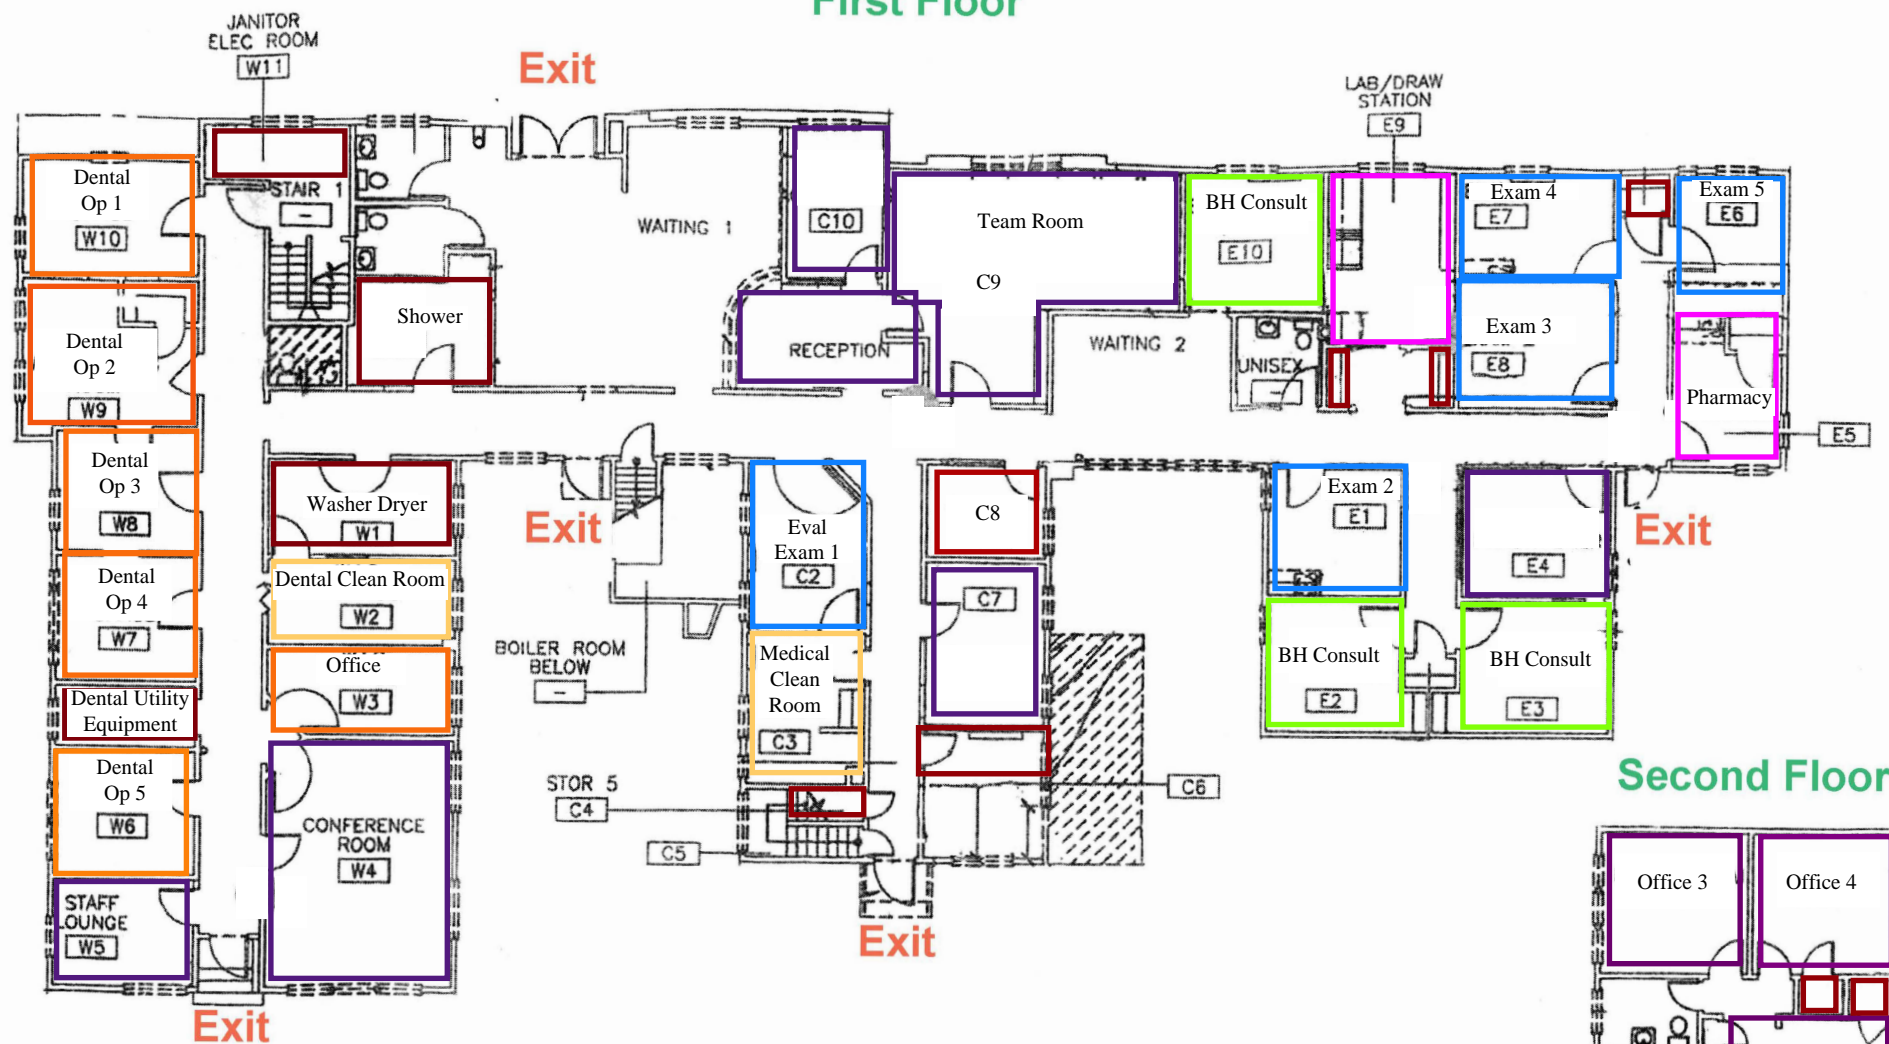 First Floor
JANITOR
ELEC ROOM
W11
Exit
LAB/DRAW
STATION
E9
Dental
Op 1
W10
STAIR 1
WAITING 1
C10
Team Room
C9
BH Consult
E10
Exam 4
E7
Exam 5
E6
Dental
Op 2
W9
Shower
RECEPTION
WAITING 2
UNISEX
Exam 3
E8
Pharmacy
E5
Dental
Op 3
W8
Washer Dryer
W1
Exit
Eval
Exam 1
C2
C8
Exam 2
E1
E4
Exit
Dental
Op 4
W7
Dental Clean Room
W2
C7
BOILER ROOM
BELOW
Office
W3
Medical
Clean
Room
C3
BH Consult
E2
BH Consult
E3
Dental Utility
Equipment
Dental
Op 5
W6
CONFERENCE
ROOM
W4
STOR 5
C4
C5
C6
Second Floor
STAFF
OUNGE
W5
Exit
Exit
Office 3
Office 4